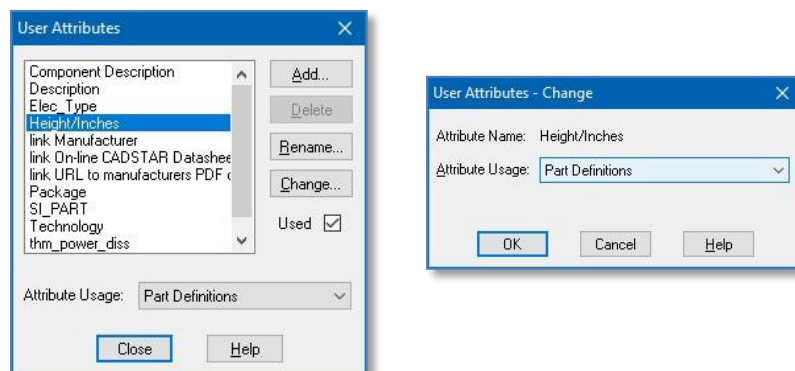 User Attributes
Component Description
Description
Elec_Type
Height/Inches
link Manufacturer
link On-line CADSTAR Datashee
link URL to manufacturers PDF
Package
SI_PART
Technology
thm_power_diss
Add...
Delete
Rename...
Change...
Used
Attribute Usage: Part Definitions
Close Help
User Attributes - Change
Attribute Name: Height/Inches
Attribute Usage: Part Definitions
OK Cancel Help